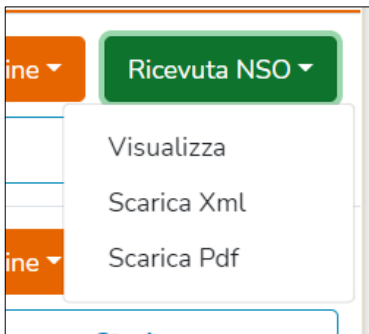 ine
Ricevuta NSO
Visualizza
Scarica Xml
Scarica Pdf
ine